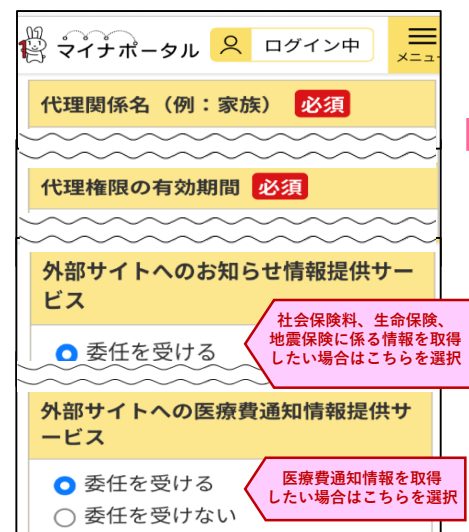 マイナポータル
ログイン中
メニュー
代理関係名（例：家族） 必須
代理権限の有効期間 必須
外部サイトへのお知らせ情報提供サー
ビス
委任を受ける
社会保険料、生命保険、
地震保険に係る情報を取得
したい場合はこちらを選択
外部サイトへの医療費通知情報提供サ
ービス
委任を受ける
委任を受けない
医療費通知情報を取得
したい場合はこちらを選択